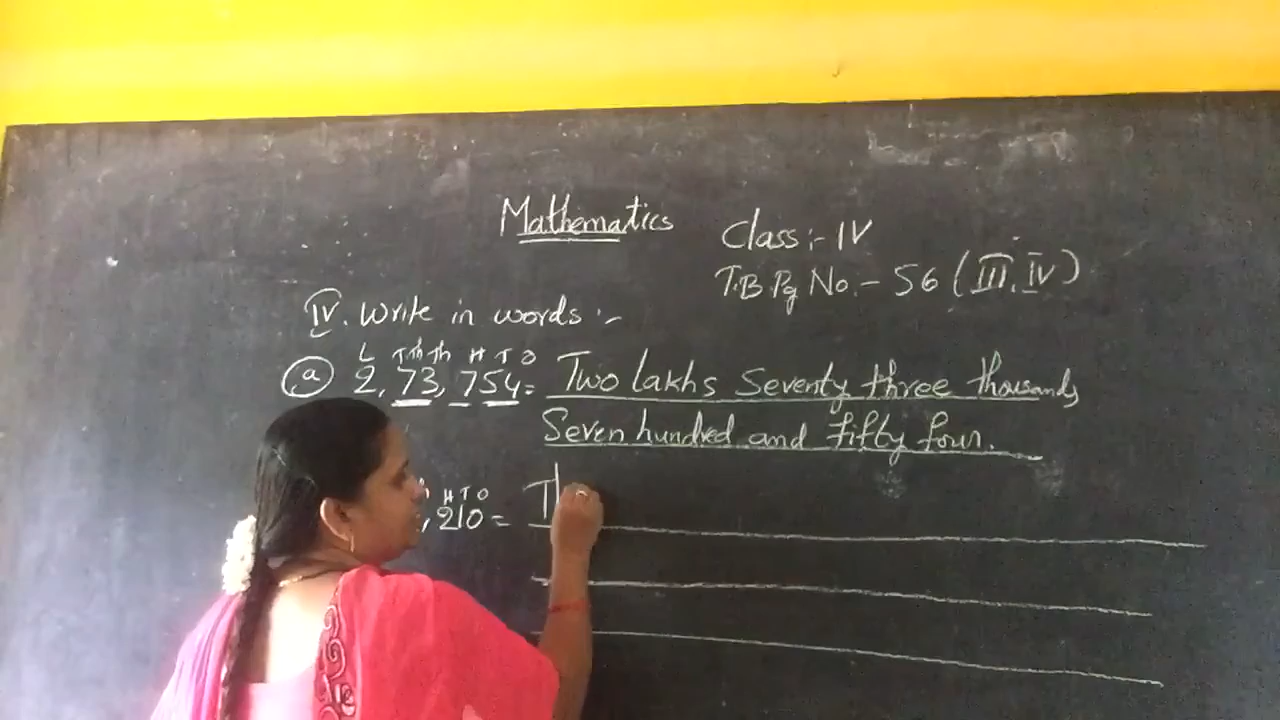 Mathematics
Class:- IV
T.B.Pg No.- 56 (III, IV)
IV. Write in words :-
L TTh Th H T O
(a) 2,73,754= Two lakhs Seventy three thousands
Seven hundred and fifty four.
H T O
,210= Th